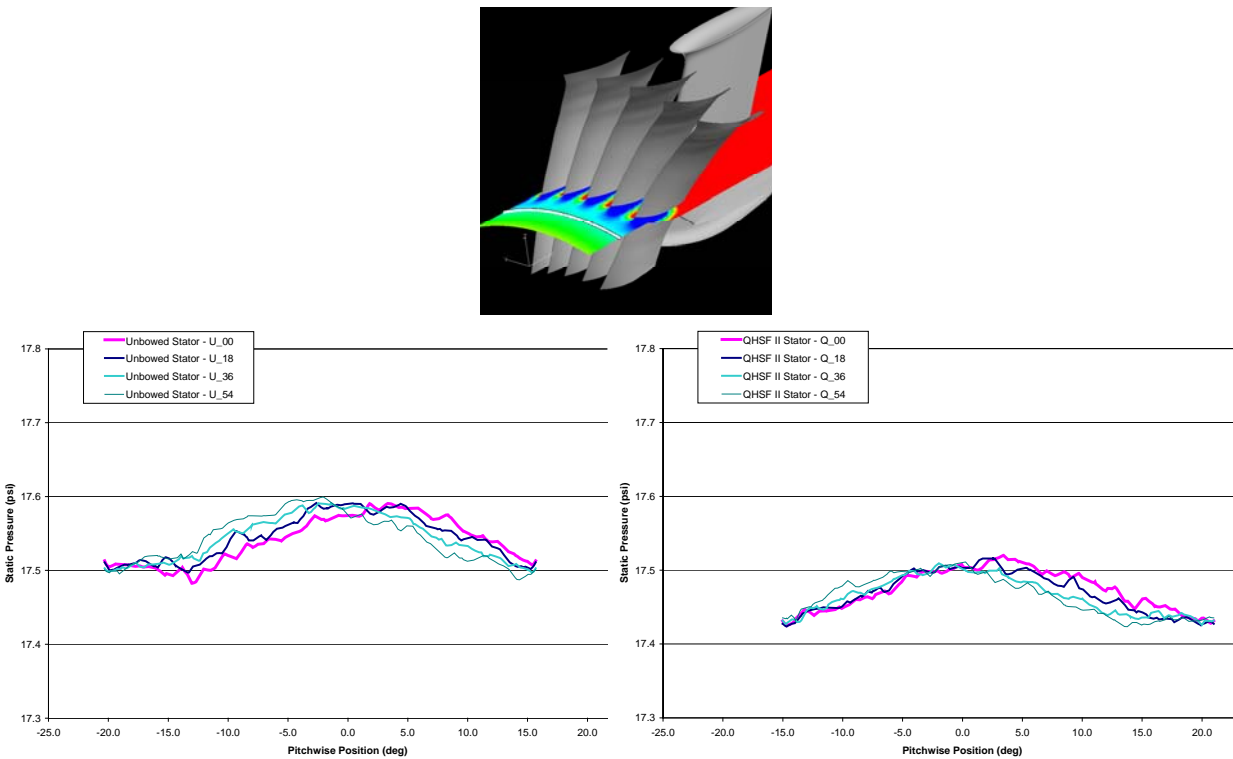 Unbowed Stator - U_00
Unbowed Stator - U_18
Unbowed Stator - U_36
Unbowed Stator - U_54
17.8
17.7
17.6
17.5
17.4
17.3
Static Pressure (psi)
-25.0 -20.0 -15.0 -10.0 -5.0 0.0 5.0 10.0 15.0 20.0
Pitchwise Position (deg)
QHSF II Stator - Q_00
QHSF II Stator - Q_18
QHSF II Stator - Q_36
QHSF II Stator - Q_54
17.8
17.7
17.6
17.5
17.4
17.3
Static Pressure (psi)
-25.0 -20.0 -15.0 -10.0 -5.0 0.0 5.0 10.0 15.0 20.0
Pitchwise Position (deg)